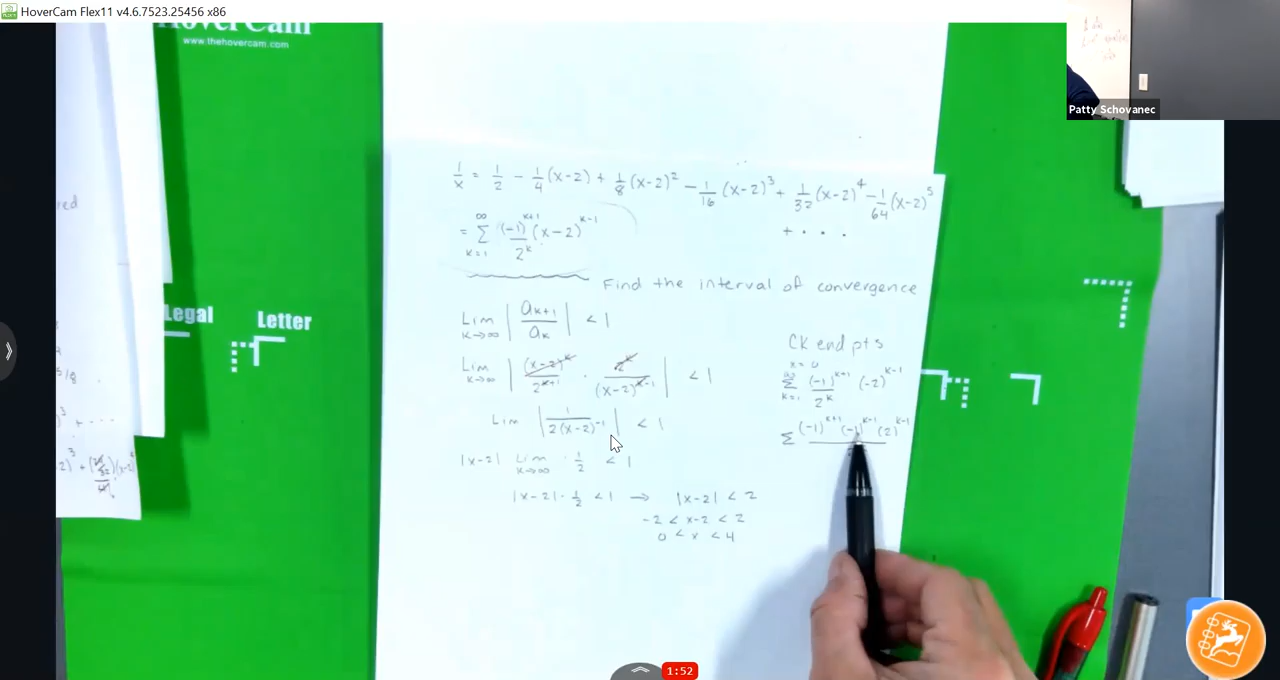 HoverCam Flex11 v4.6.7523.25456 x86
HoverCam
www.thehovercam.com
Patty Schovanec
red
Legal
Letter
1/x = 1/2 - 1/4 (x-2) + 1/8 (x-2)^2 - 1/16 (x-2)^3 + 1/32 (x-2)^4 - 1/64 (x-2)^5
+ · · ·
= ∑_{k=1}^{∞} (-1)^{k+1}/2^k (x-2)^{k-1}
Find the interval of convergence
Lim_{k→∞} | a_{k+1}/a_k | < 1
Lim_{k→∞} | (x-2)^k/2^{k+1} · 2^k/(x-2)^{k-1} | < 1
Lim | 1/(2(x-2)^{-1}) | < 1
|x-2| Lim_{x→∞} · 1/2 < 1
|x-2| · 1/2 < 1 → |x-2| < 2
-2 < x-2 < 2
0 < x < 4
CK end pts
x = 0
∑_{k=1}^{∞} (-1)^{k+1}/2^k (-2)^{k-1}
∑ (-1)^{k+1} (-1)^{k-1} (2)^{k-1}
1:52